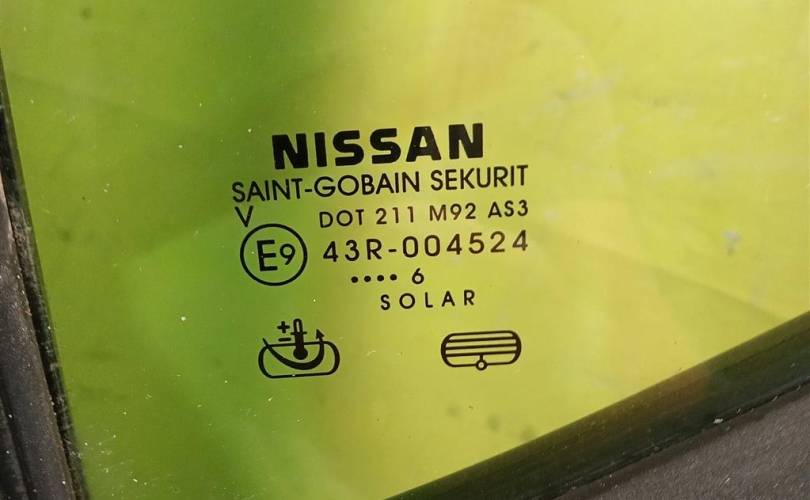 NISSAN
SAINT-GOBAIN SEKURIT
V DOT 211 M92 AS3
E9 43R-004524
•••• 6
SOLAR
+
-